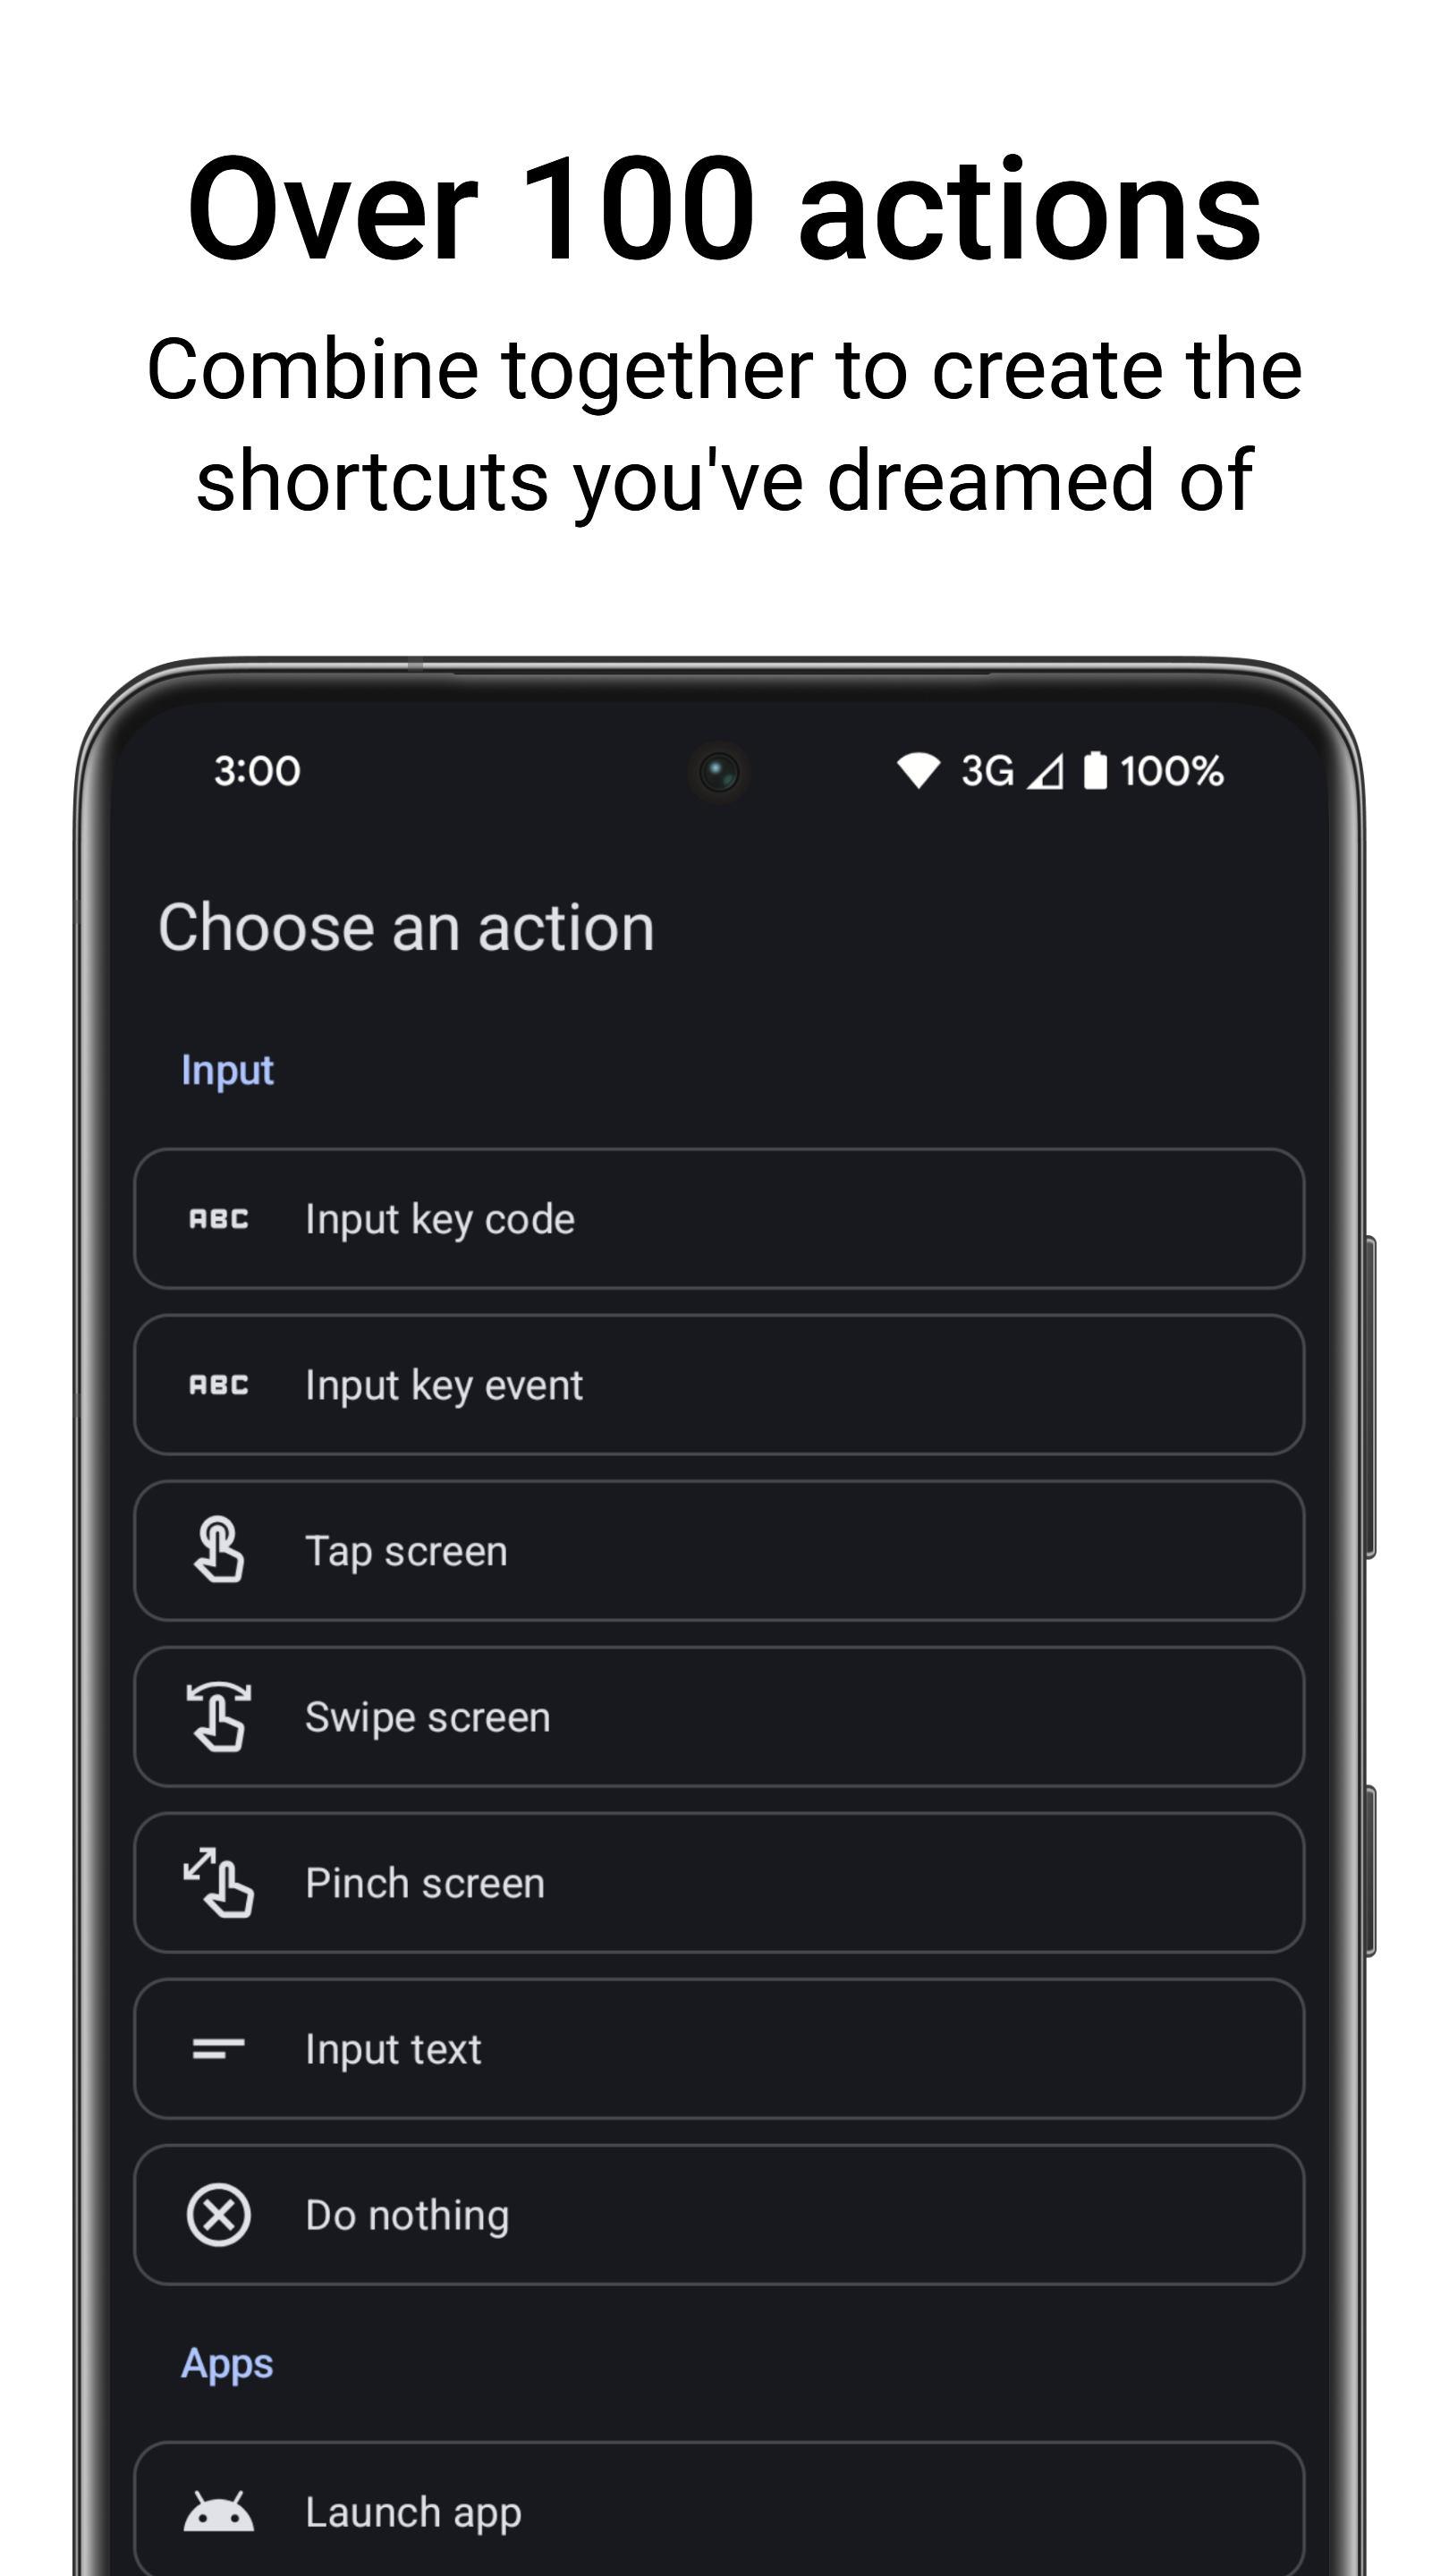 Over 100 actions
Combine together to create the
shortcuts you've dreamed of
3:00 3G 100%
Choose an action
Input
ABC Input key code
ABC Input key event
Tap screen
Swipe screen
Pinch screen
Input text
Do nothing
Apps
Launch app